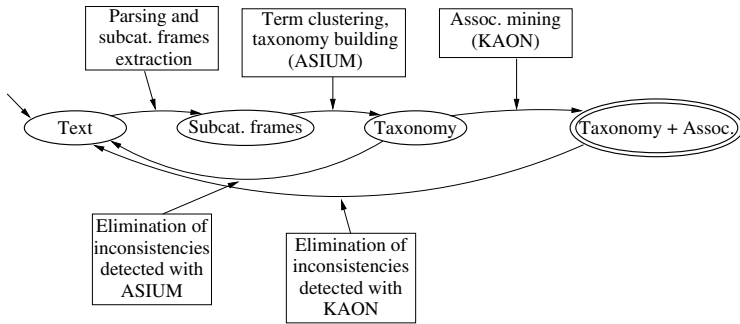 Parsing and
subcat. frames
extraction
Term clustering,
taxonomy building
(ASIUM)
Assoc. mining
(KAON)
Text
Subcat. frames
Taxonomy
Taxonomy + Assoc.
Elimination of
inconsistencies
detected with
ASIUM
Elimination of
inconsistencies
detected with
KAON